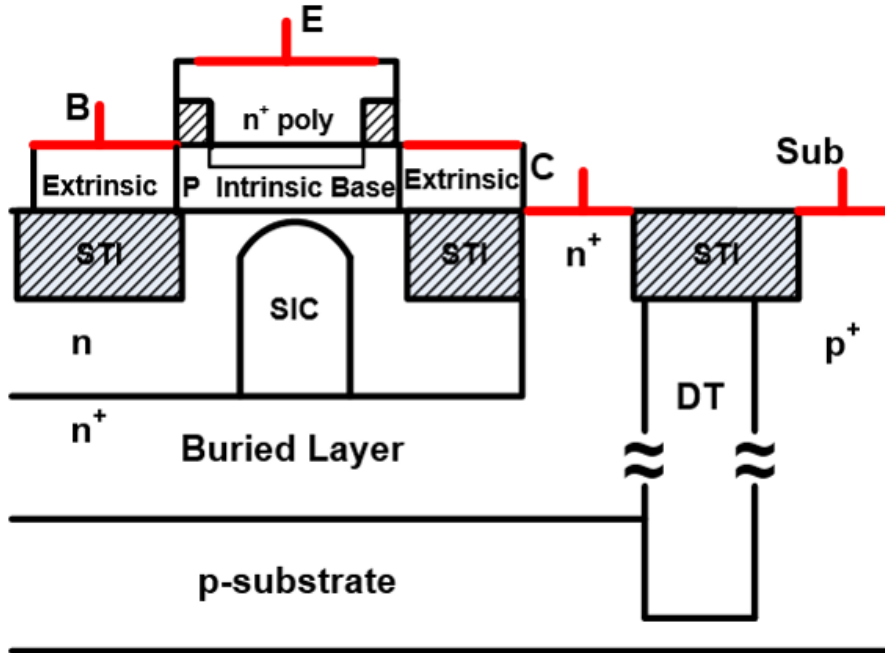 E
B
n+ poly
Extrinsic
P Intrinsic Base
Extrinsic
C
Sub
STI
STI
n+
STI
SIC
n
p+
DT
n+
Buried Layer
p-substrate